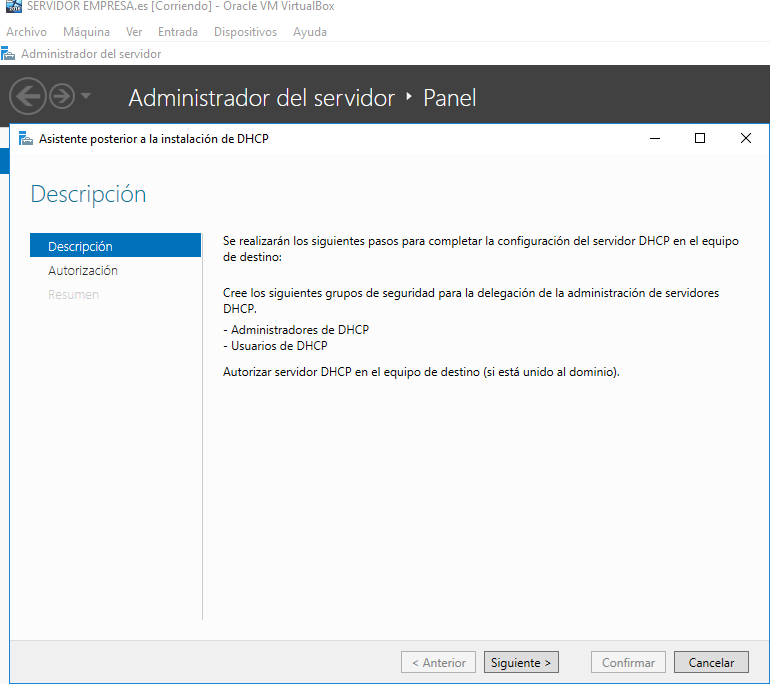 SERVIDOR EMPRESA.es [Corriendo] - Oracle VM VirtualBox
Archivo Máquina Ver Entrada Dispositivos Ayuda
Administrador del servidor
Administrador del servidor ‣ Panel
Asistente posterior a la instalación de DHCP
Descripción
Descripción
Autorización
Resumen
Se realizarán los siguientes pasos para completar la configuración del servidor DHCP en el equipo
de destino:
Cree los siguientes grupos de seguridad para la delegación de la administración de servidores
DHCP.
- Administradores de DHCP
- Usuarios de DHCP
Autorizar servidor DHCP en el equipo de destino (si está unido al dominio).
< Anterior Siguiente > Confirmar Cancelar